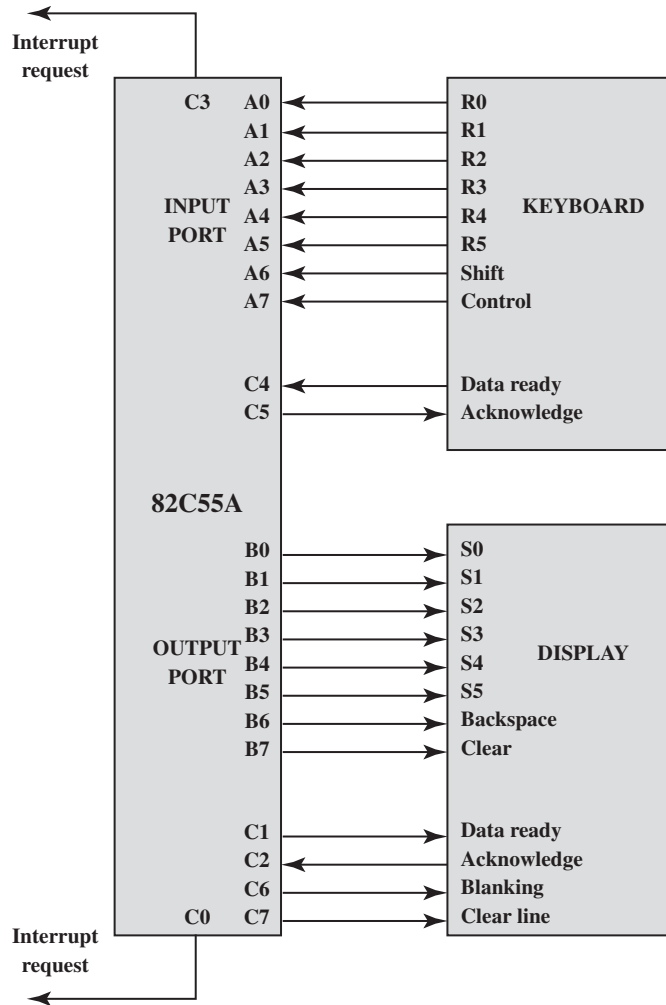 Interrupt
request
C3 A0 R0
A1 R1
A2 R2
A3 R3
INPUT
PORT
KEYBOARD
A4 R4
A5 R5
A6 Shift
A7 Control
C4 Data ready
C5 Acknowledge
82C55A
B0 S0
B1 S1
B2 S2
B3 S3
OUTPUT
PORT
DISPLAY
B4 S4
B5 S5
B6 Backspace
B7 Clear
C1 Data ready
C2 Acknowledge
C6 Blanking
C0 C7 Clear line
Interrupt
request